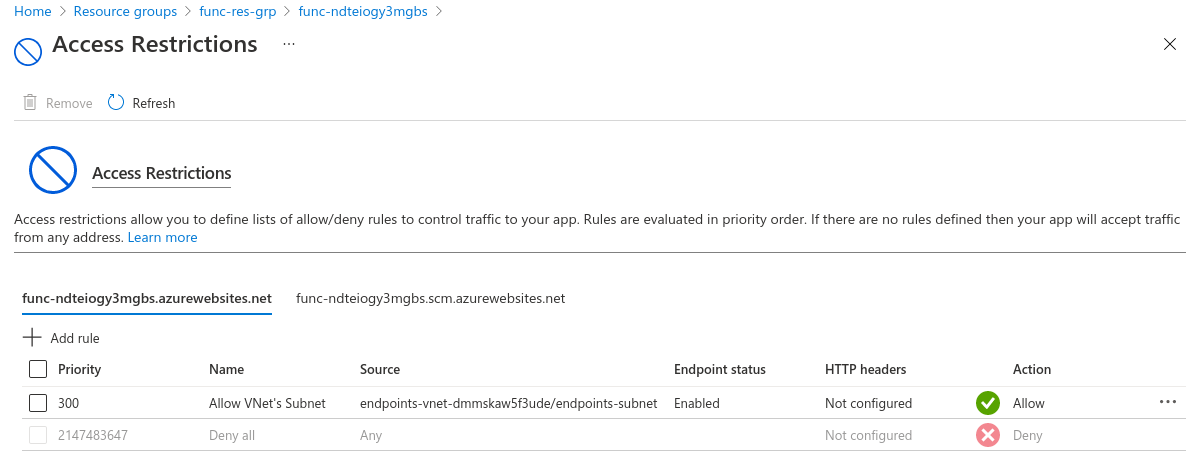 Home > Resource groups > func-res-grp > func-ndteiogy3mgbs >
Access Restrictions ...
Remove Refresh
Access Restrictions
Access restrictions allow you to define lists of allow/deny rules to control traffic to your app. Rules are evaluated in priority order. If there are no rules defined then your app will accept traffic
from any address. Learn more
func-ndteiogy3mgbs.azurewebsites.net func-ndteiogy3mgbs.scm.azurewebsites.net
Add rule
Priority Name Source Endpoint status HTTP headers Action
300 Allow VNet's Subnet endpoints-vnet-dmmskaw5f3ude/endpoints-subnet Enabled Not configured Allow ...
2147483647 Deny all Any Not configured Deny